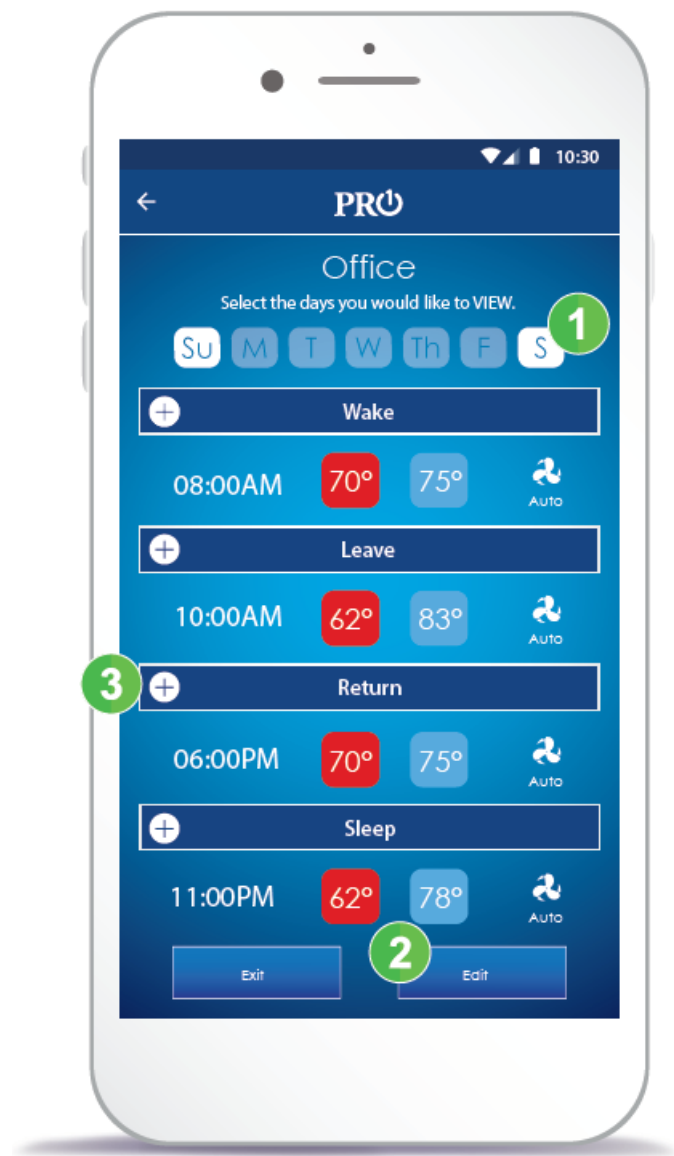 10:30
PRO
Office
Select the days you would like to VIEW.
1
Su M T W Th F S
Wake
08:00AM 70° 75° Auto
Leave
10:00AM 62° 83° Auto
3
Return
06:00PM 70° 75° Auto
Sleep
11:00PM 62° 78° Auto
2
Exit Edit